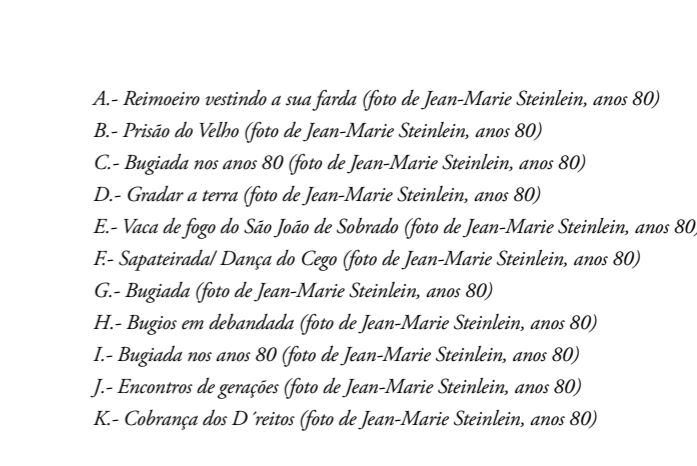 A.- Reimoeiro vestindo a sua farda (foto de Jean-Marie Steinlein, anos 80)
B.- Prisão do Velho (foto de Jean-Marie Steinlein, anos 80)
C.- Bugiada nos anos 80 (foto de Jean-Marie Steinlein, anos 80)
D.- Gradar a terra (foto de Jean-Marie Steinlein, anos 80)
E.- Vaca de fogo do São João de Sobrado (foto de Jean-Marie Steinlein, anos 80)
F.- Sapateirada/ Dança do Cego (foto de Jean-Marie Steinlein, anos 80)
G.- Bugiada (foto de Jean-Marie Steinlein, anos 80)
H.- Bugios em debandada (foto de Jean-Marie Steinlein, anos 80)
I.- Bugiada nos anos 80 (foto de Jean-Marie Steinlein, anos 80)
J.- Encontros de gerações (foto de Jean-Marie Steinlein, anos 80)
K.- Cobrança dos D´reitos (foto de Jean-Marie Steinlein, anos 80)